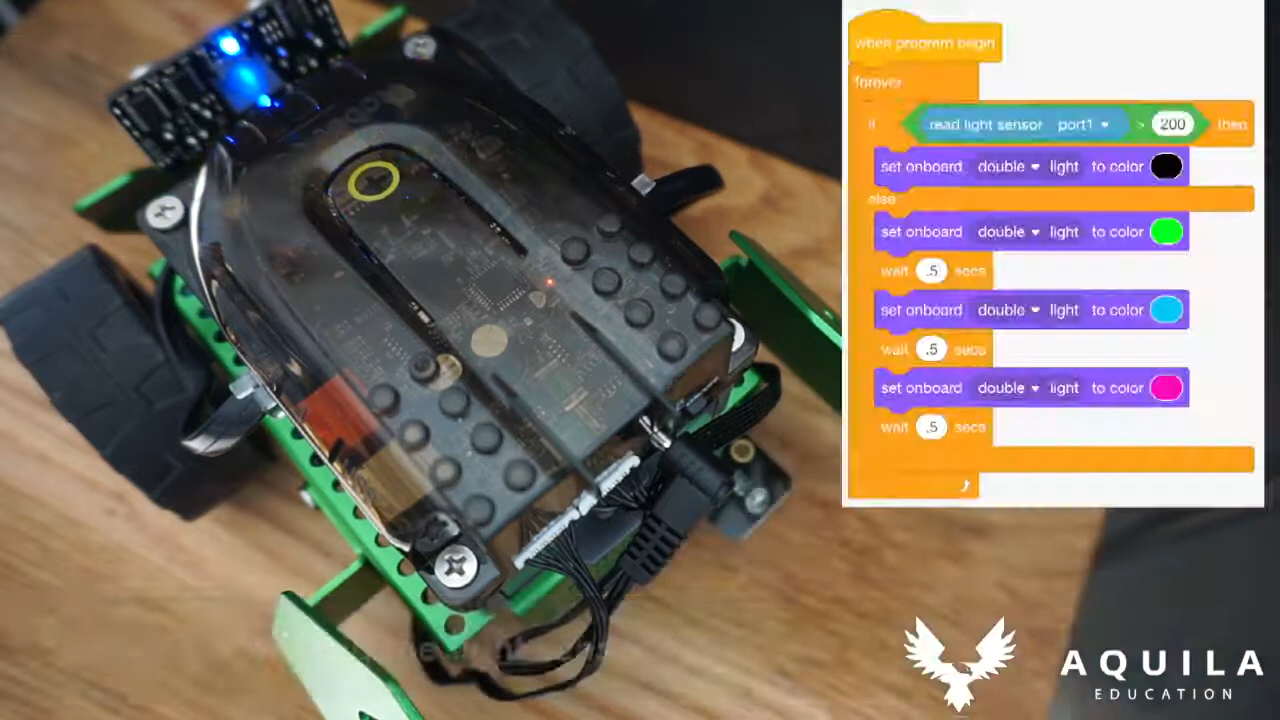 when program begin
forever
if read light sensor port1 > 200 then
set onboard double light to color
else
set onboard double light to color
wait .5 secs
set onboard double light to color
wait .5 secs
set onboard double light to color
wait .5 secs
AQUILA
EDUCATION